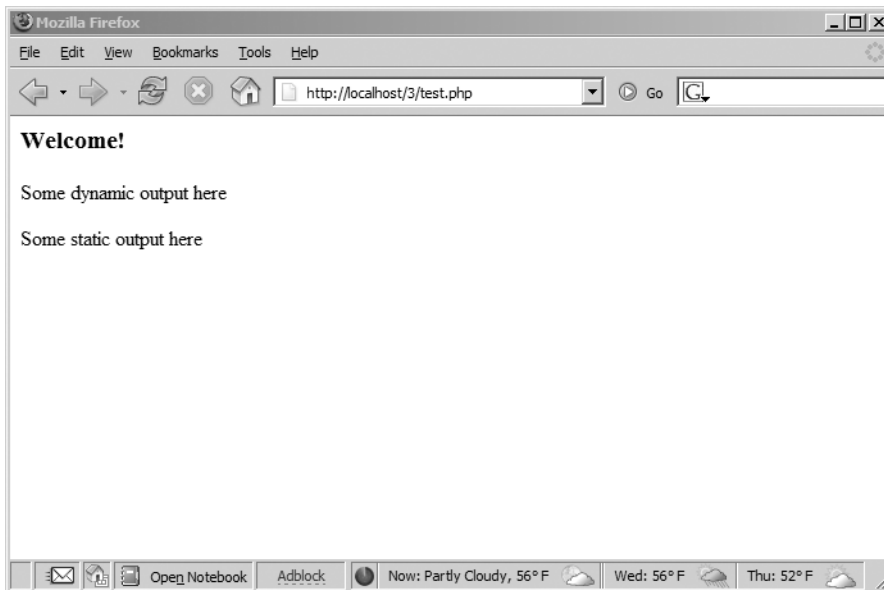 Mozilla Firefox
File Edit View Bookmarks Tools Help
http://localhost/3/test.php Go G
Welcome!
Some dynamic output here
Some static output here
Open Notebook Adblock Now: Partly Cloudy, 56° F Wed: 56° F Thu: 52° F